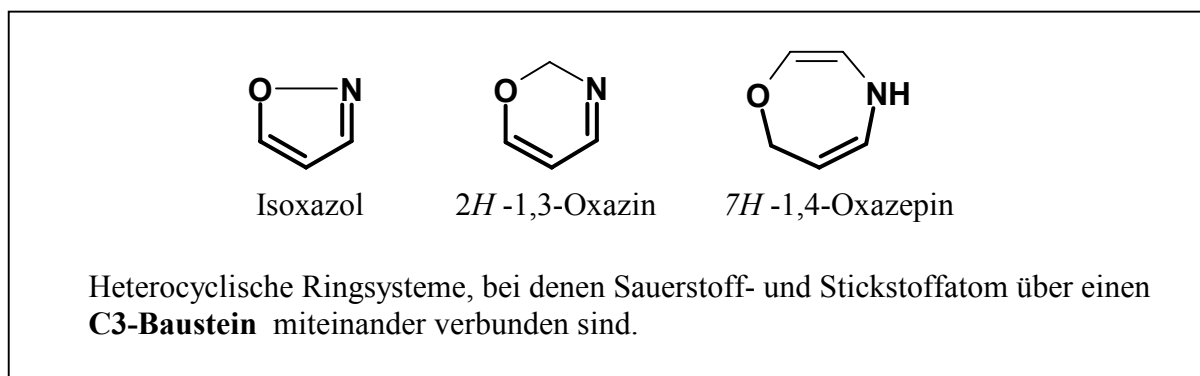 O N O N O NH
Isoxazol 2H -1,3-Oxazin 7H -1,4-Oxazepin
Heterocyclische Ringsysteme, bei denen Sauerstoff- und Stickstoffatom über einen
C3-Baustein miteinander verbunden sind.